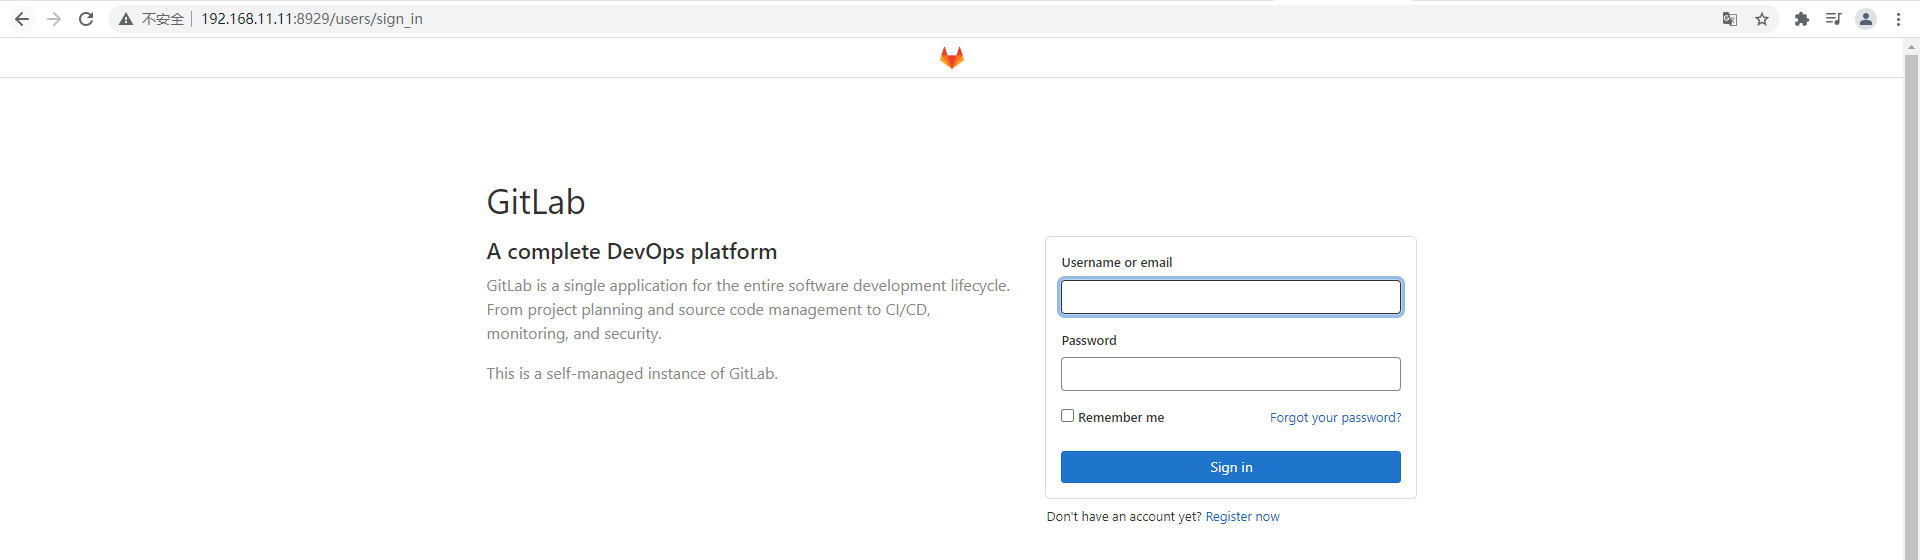 不安全 192.168.11.11:8929/users/sign_in
GitLab
A complete DevOps platform
GitLab is a single application for the entire software development lifecycle.
From project planning and source code management to CI/CD,
monitoring, and security.
This is a self-managed instance of GitLab.
Username or email
Password
Remember me
Forgot your password?
Sign in
Don't have an account yet? Register now